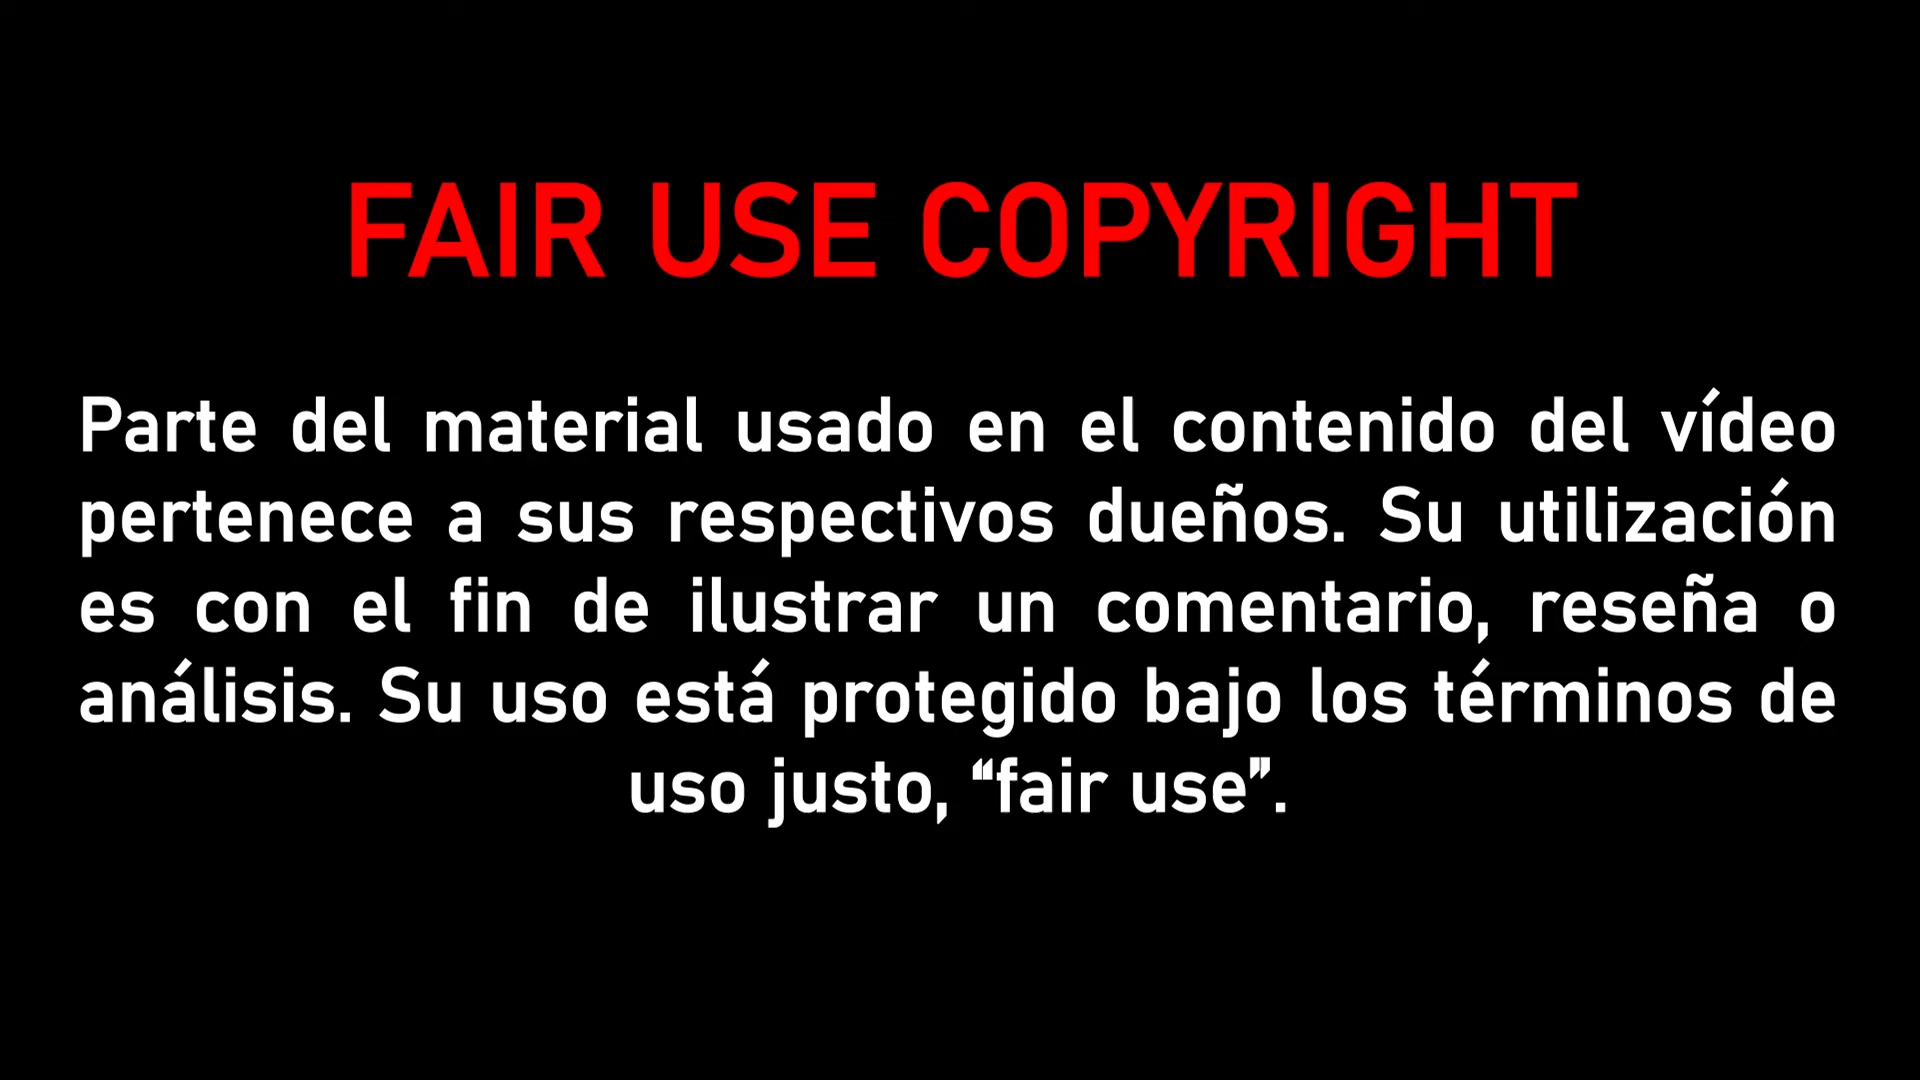 FAIR USE COPYRIGHT
Parte del material usado en el contenido del vídeo
pertenece a sus respectivos dueños. Su utilización
es con el fin de ilustrar un comentario, reseña o
análisis. Su uso está protegido bajo los términos de
uso justo, “fair use”.